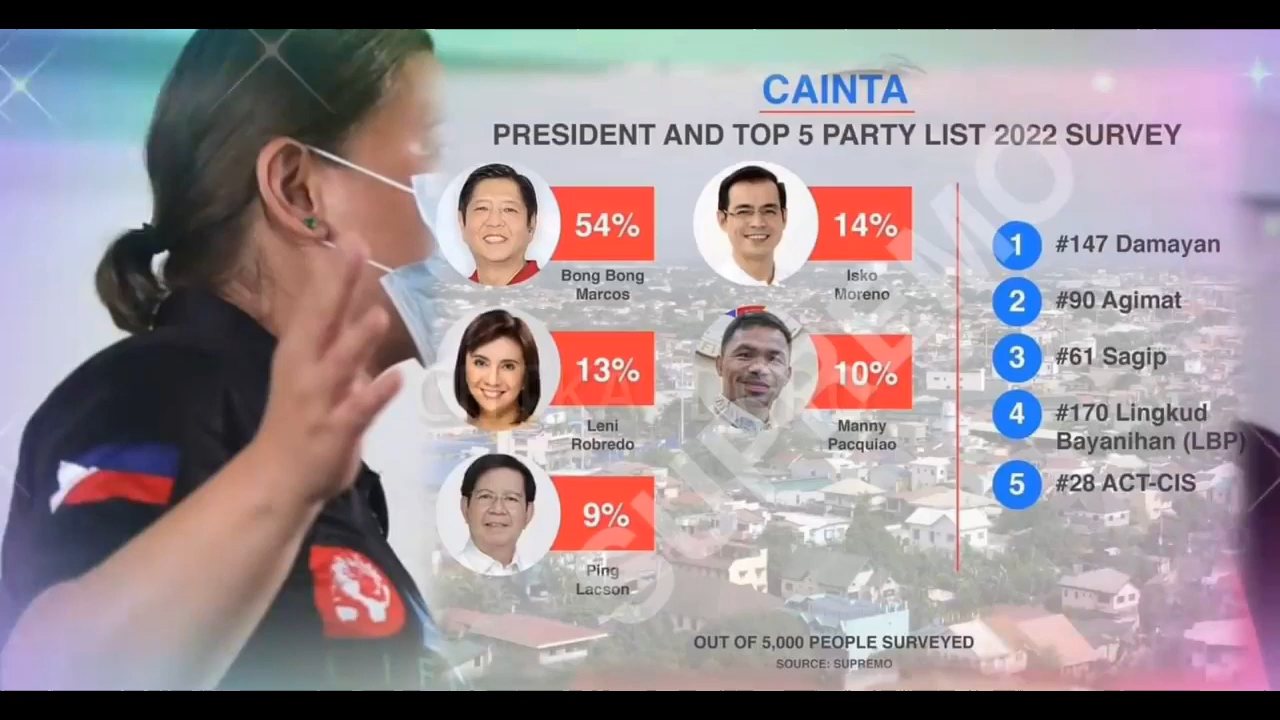 CAINTA
PRESIDENT AND TOP 5 PARTY LIST 2022 SURVEY
54%
Bong Bong
Marcos
14%
Isko
Moreno
13%
Leni
Robredo
10%
Manny
Pacquiao
9%
Ping
Lacson
1 #147 Damayan
2 #90 Agimat
3 #61 Sagip
4 #170 Lingkud
Bayanihan (LBP)
5 #28 ACT-CIS
OUT OF 5,000 PEOPLE SURVEYED
SOURCE: SUPREMO
SUPREMO